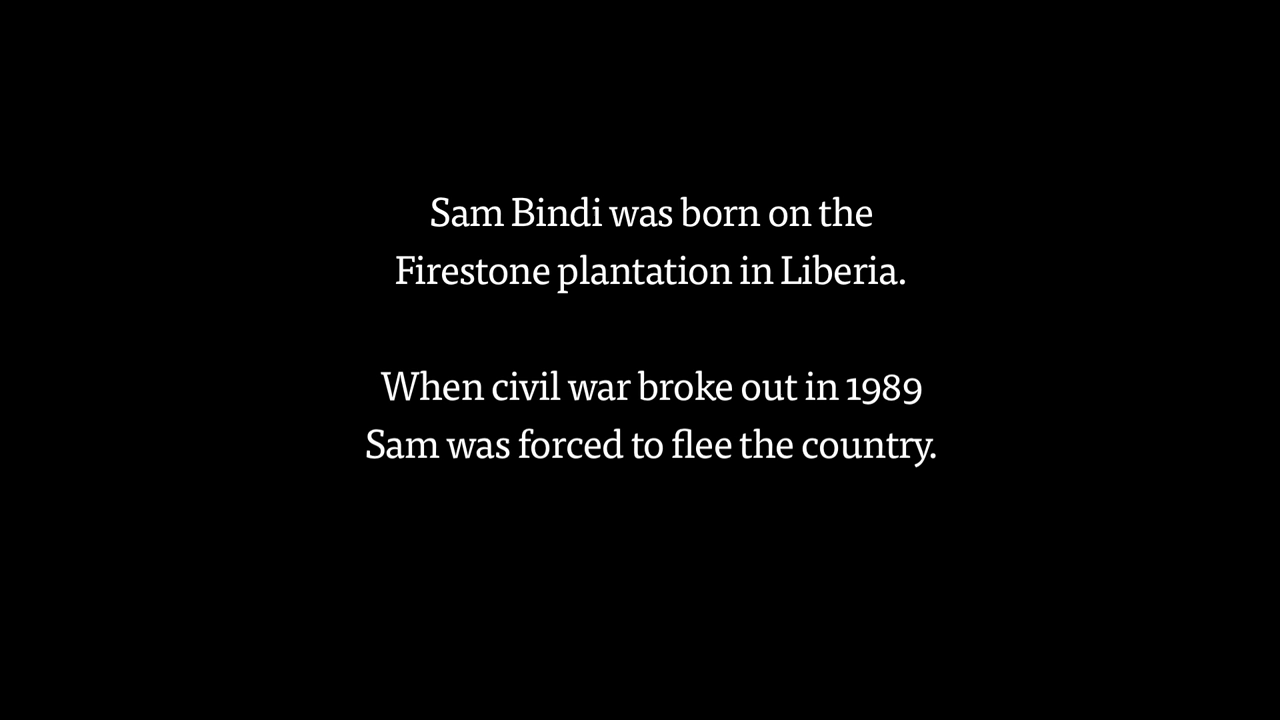 Sam Bindi was born on the
Firestone plantation in Liberia.
When civil war broke out in 1989
Sam was forced to flee the country.